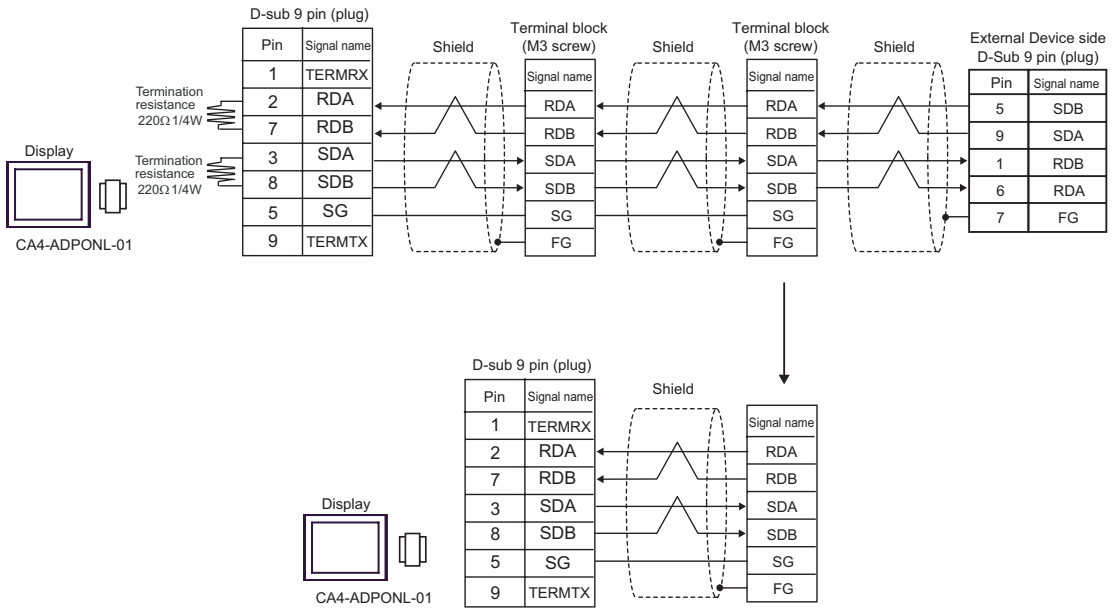 D-sub 9 pin (plug)
Terminal block
(M3 screw)
Terminal block
(M3 screw)
External Device side
D-Sub 9 pin (plug)
Pin Signal name
Shield
Signal name
Shield
Signal name
Shield
Pin Signal name
1 TERMRX
2 RDA
7 RDB
3 SDA
8 SDB
5 SG
9 TERMTX
Termination
resistance
220Ω 1/4W
Termination
resistance
220Ω 1/4W
Display
CA4-ADPONL-01
RDA
RDB
SDA
SDB
SG
FG
RDA
RDB
SDA
SDB
SG
FG
5 SDB
9 SDA
1 RDB
6 RDA
7 FG
D-sub 9 pin (plug)
Pin Signal name
1 TERMRX
2 RDA
7 RDB
3 SDA
8 SDB
5 SG
9 TERMTX
Shield
Signal name
RDA
RDB
SDA
SDB
SG
FG
Display
CA4-ADPONL-01